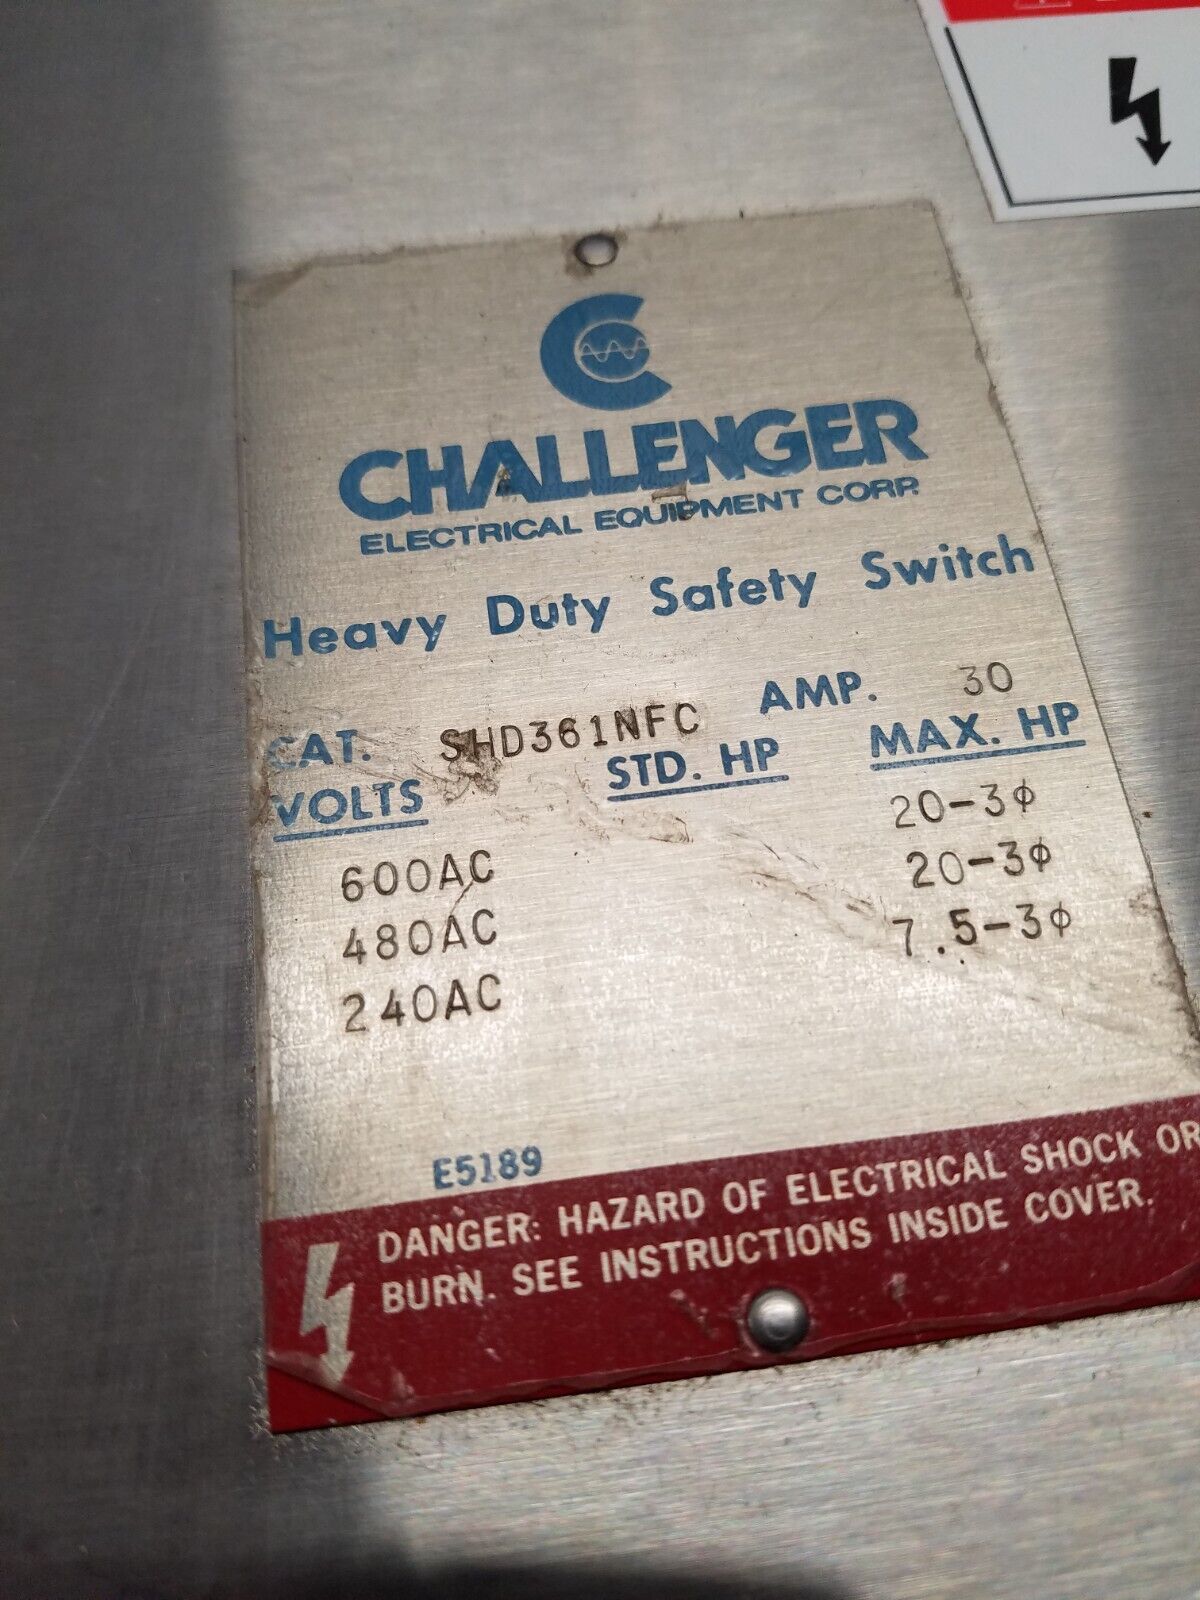 CHALLENGER
ELECTRICAL EQUIPMENT CORP.
Heavy Duty Safety Switch
CAT. SHD361NFC AMP. 30
VOLTS STD. HP MAX. HP
600AC 20-3ϕ
480AC 20-3ϕ
240AC 7.5-3ϕ
E5189
DANGER: HAZARD OF ELECTRICAL SHOCK OR
BURN. SEE INSTRUCTIONS INSIDE COVER.